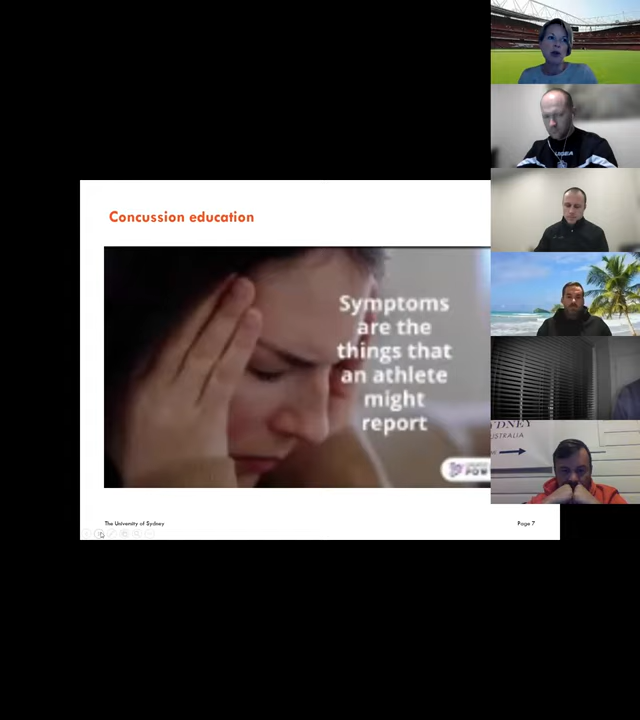 Concussion education
Symptoms
are the
things that
an athlete
might
report
The University of Sydney
Page 7